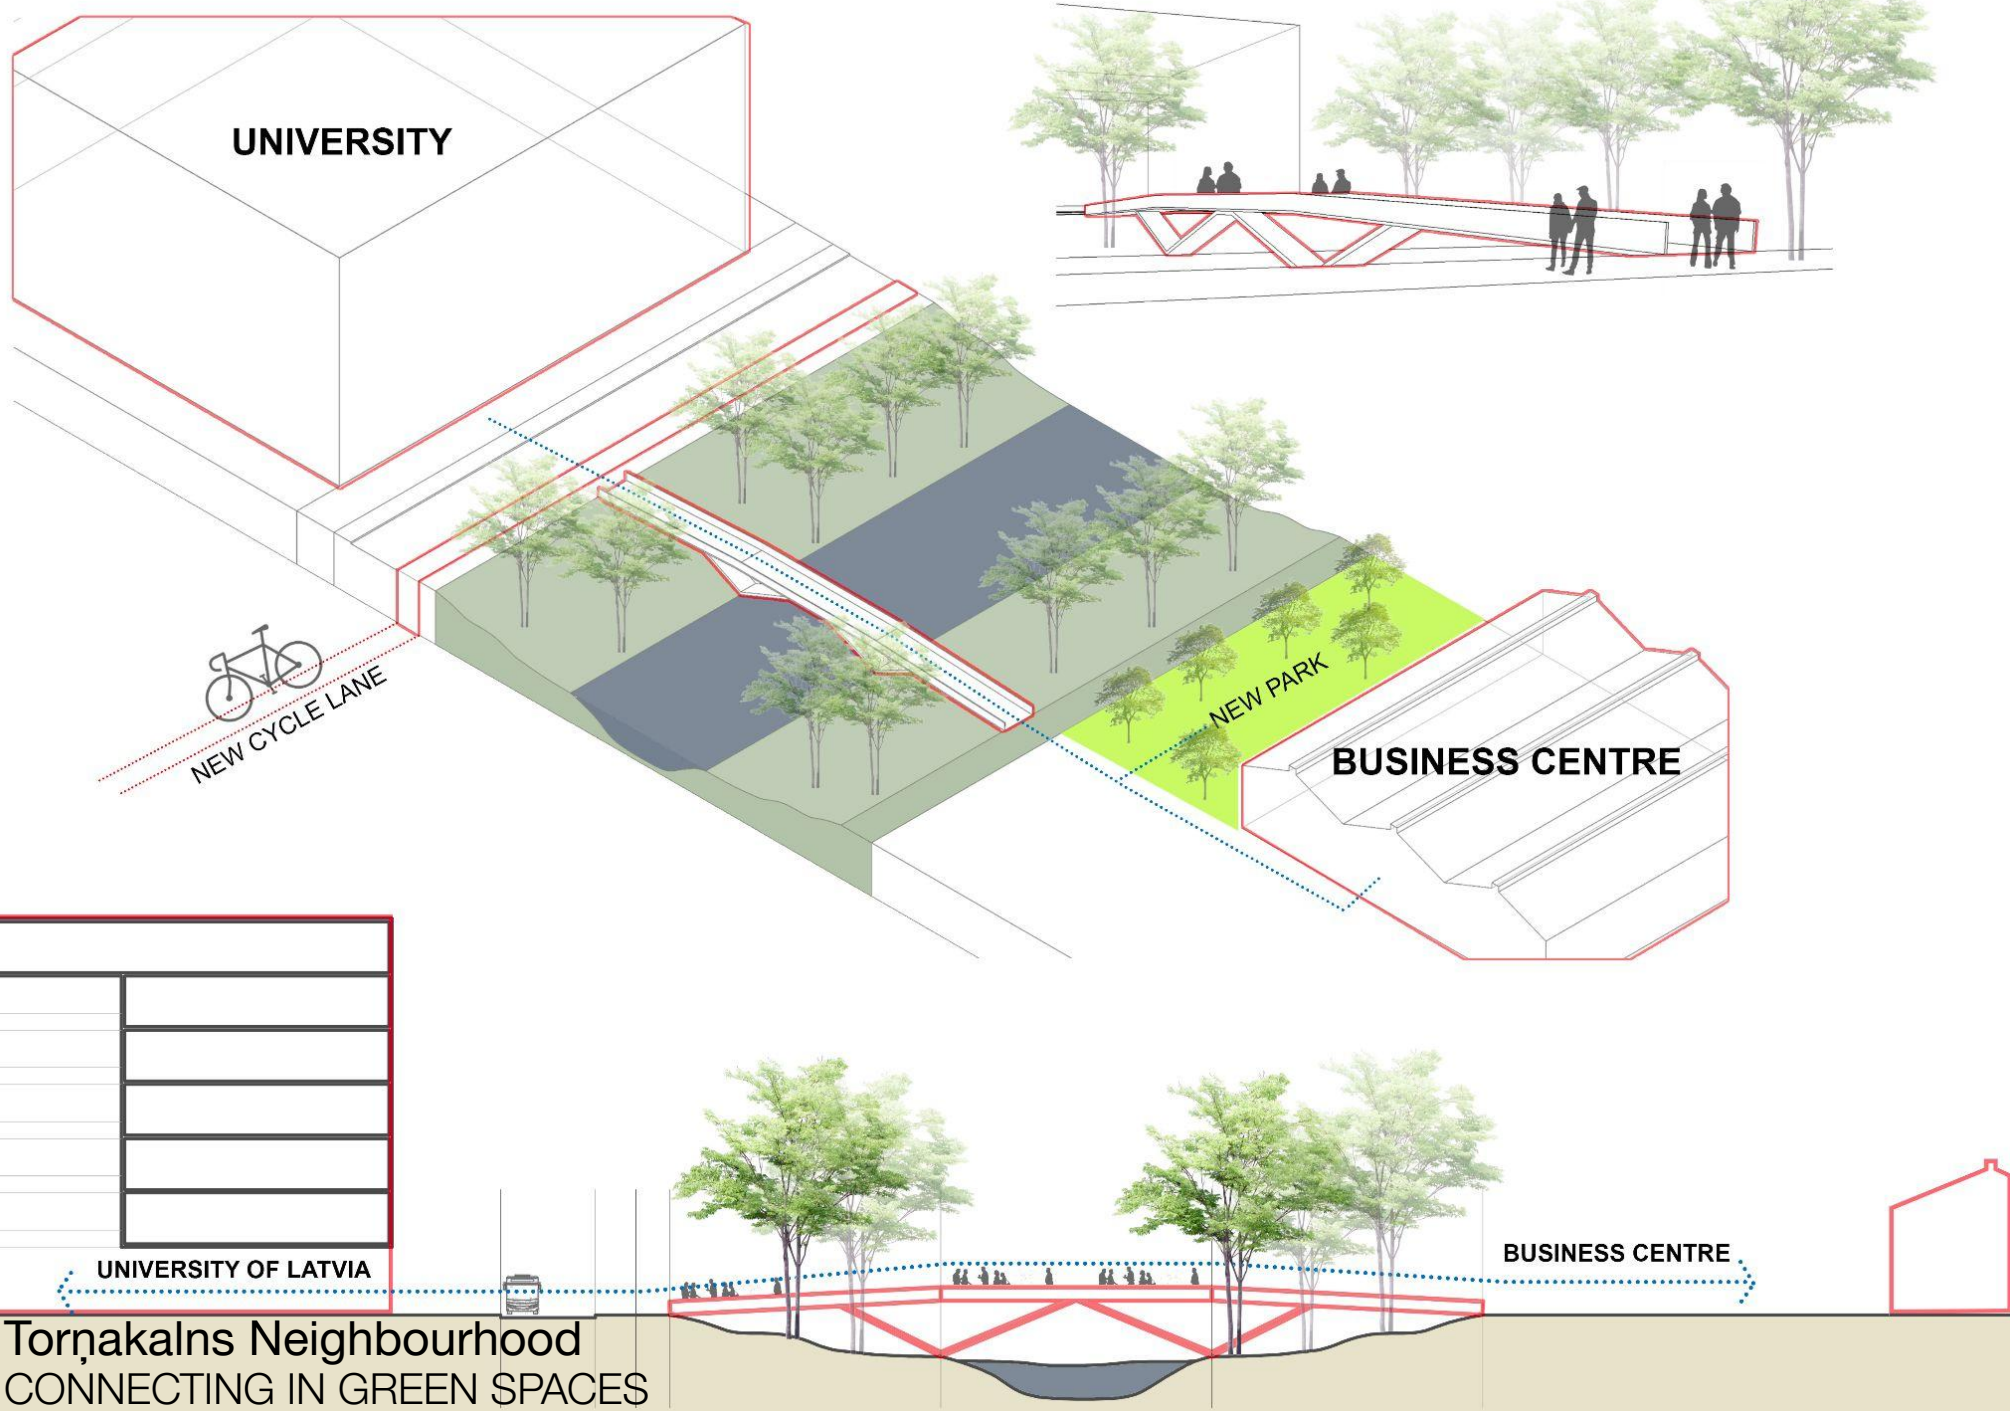 UNIVERSITY
NEW CYCLE LANE
NEW PARK
BUSINESS CENTRE
UNIVERSITY OF LATVIA
BUSINESS CENTRE
Torņakalns Neighbourhood
CONNECTING IN GREEN SPACES